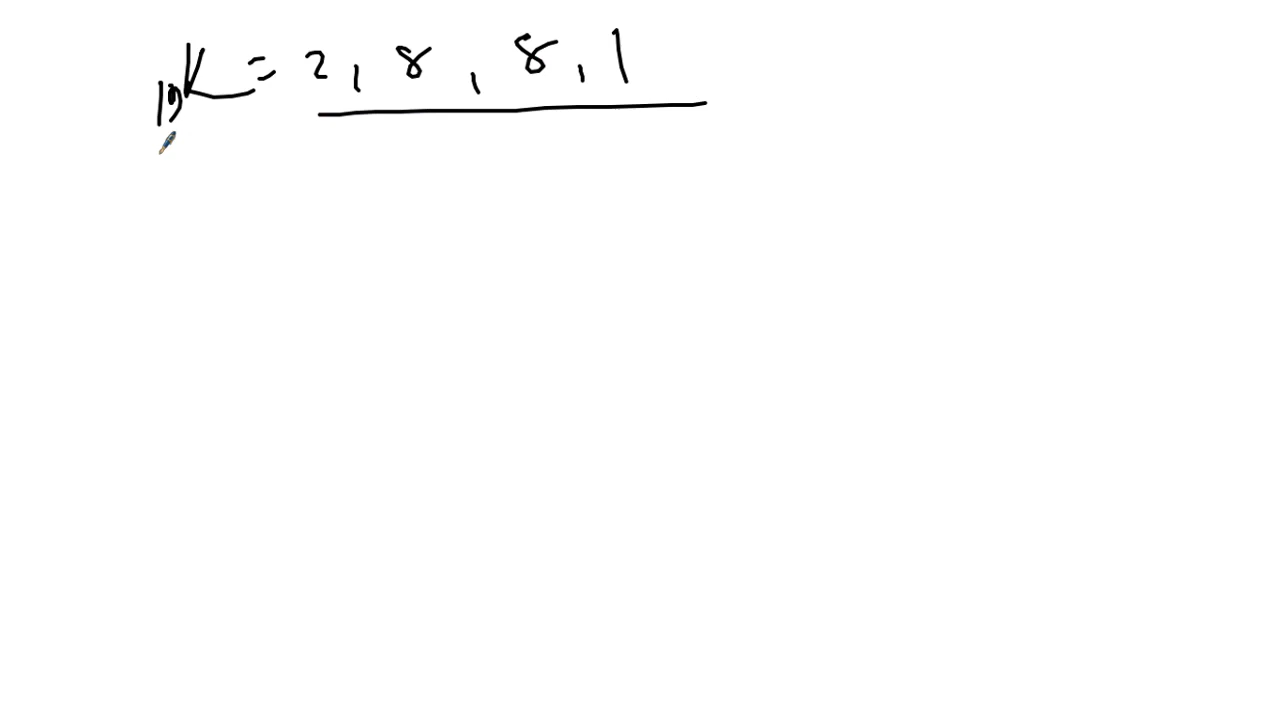 ₁₉K = 2, 8, 8, 1